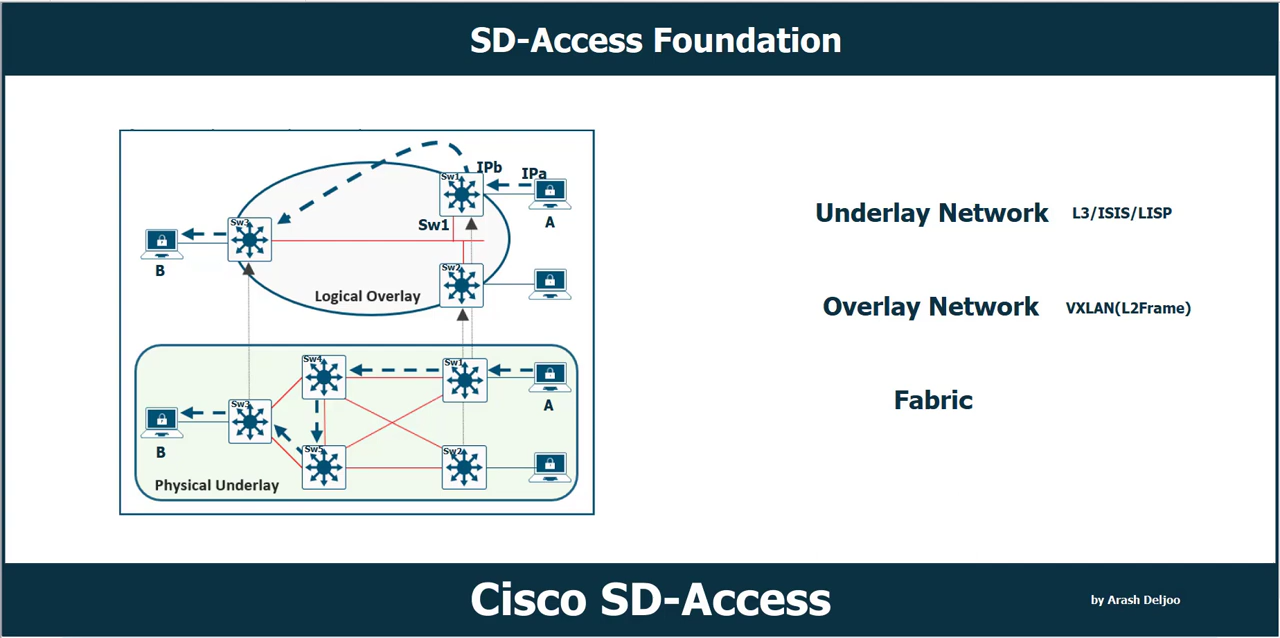 SD-Access Foundation
IPb
IPa
Sw1
Sw1
A
Sw3
B
Sw2
Logical Overlay
Sw4
Sw1
A
Sw3
B
Sw5
Sw2
Physical Underlay
Underlay Network L3/ISIS/LISP
Overlay Network VXLAN(L2Frame)
Fabric
Cisco SD-Access
by Arash Deljoo